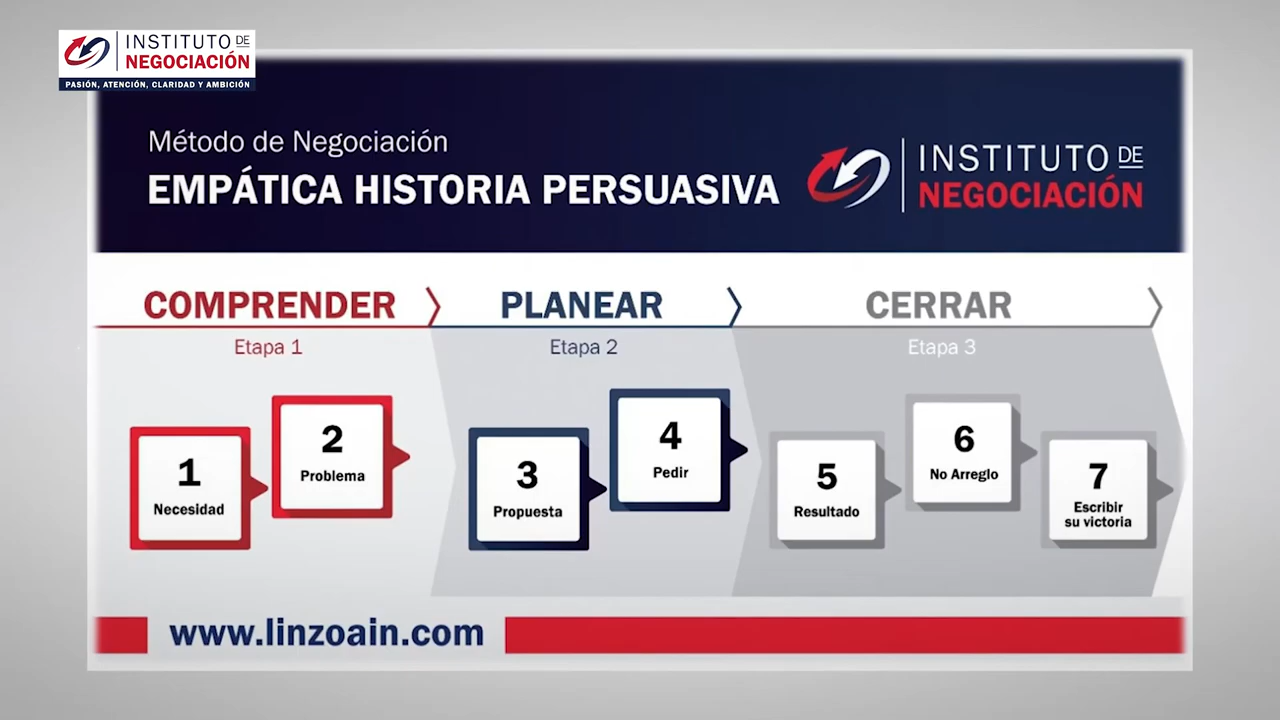 INSTITUTO DE
NEGOCIACIÓN
PASIÓN, ATENCIÓN, CLARIDAD Y AMBICIÓN
Método de Negociación
EMPÁTICA HISTORIA PERSUASIVA
INSTITUTO DE
NEGOCIACIÓN
COMPRENDER
PLANEAR
CERRAR
Etapa 1
Etapa 2
Etapa 3
1
Necesidad
2
Problema
3
Propuesta
4
Pedir
5
Resultado
6
No Arreglo
7
Escribir
su victoria
www.linzoain.com